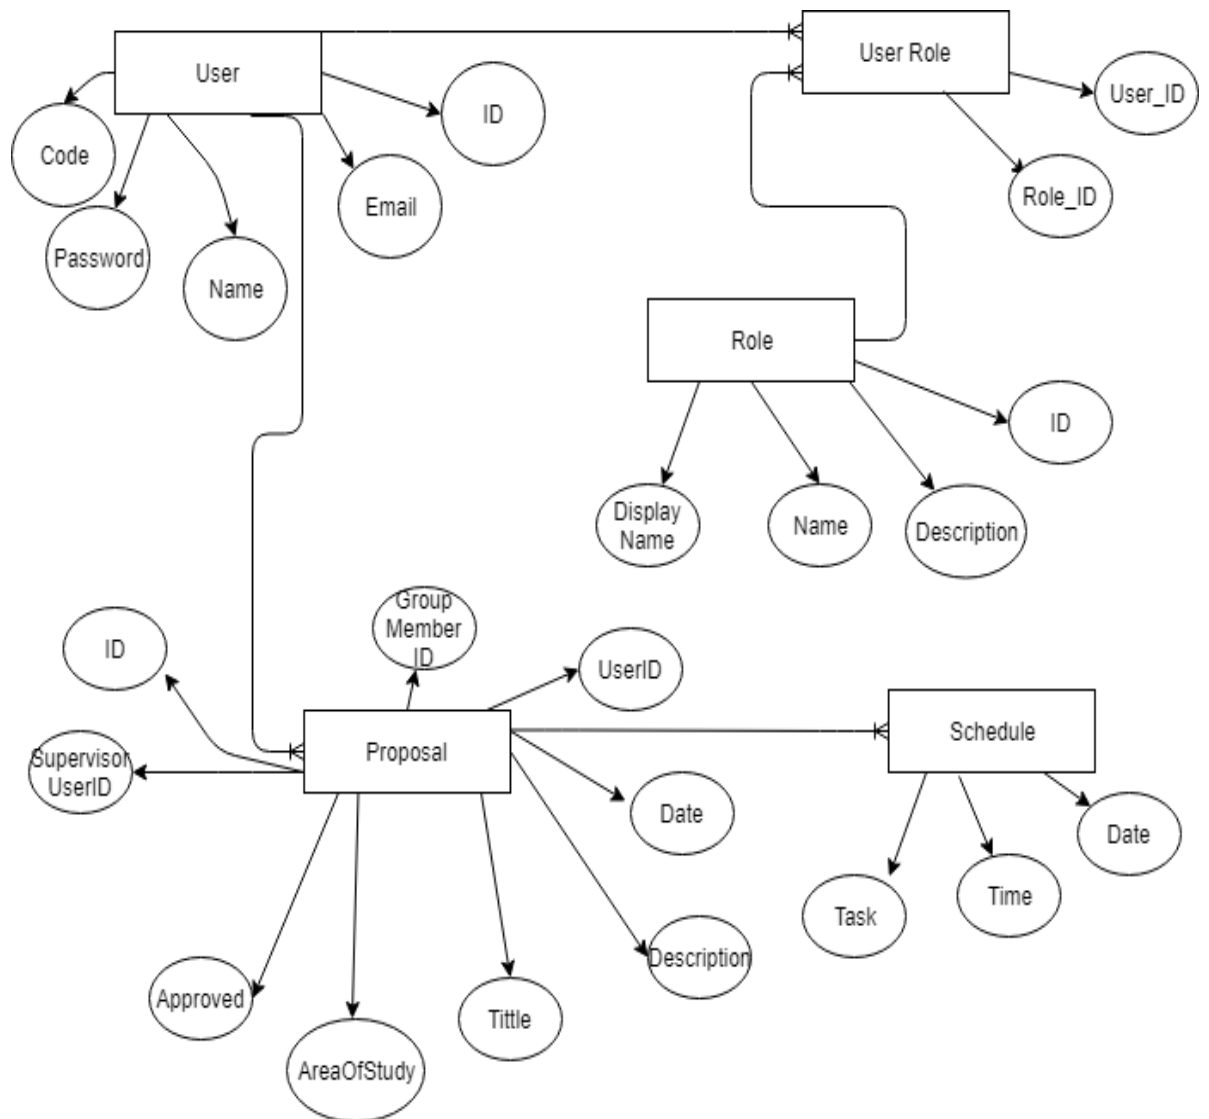 User Role
User
User_ID
ID
Code
Role_ID
Email
Password
Name
Role
ID
Display
Name
Name
Description
Group
Member
ID
ID
UserID
Proposal
Schedule
Supervisor
UserID
Date
Date
Task
Time
Description
Approved
Tittle
AreaOfStudy